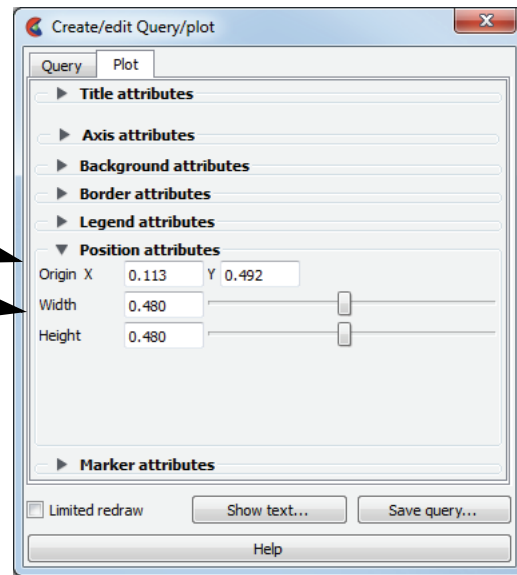 Create/edit Query/plot
Query Plot
Title attributes
Axis attributes
Background attributes
Border attributes
Legend attributes
Position attributes
Origin X 0.113 Y 0.492
Width 0.480
Height 0.480
Marker attributes
Limited redraw Show text... Save query...
Help